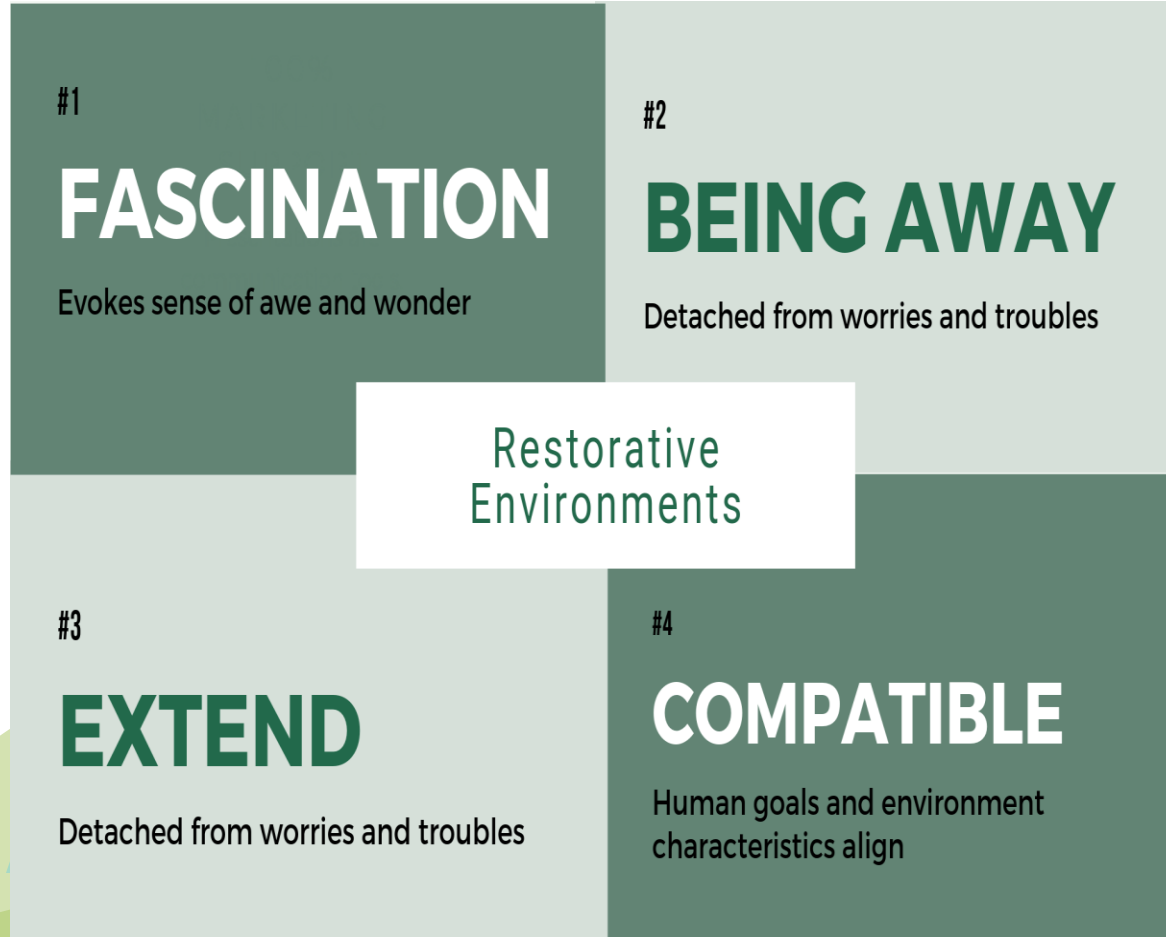 #1
FASCINATION
Evokes sense of awe and wonder
#2
BEING AWAY
Detached from worries and troubles
Restorative
Environments
#3
EXTEND
Detached from worries and troubles
#4
COMPATIBLE
Human goals and environment
characteristics align